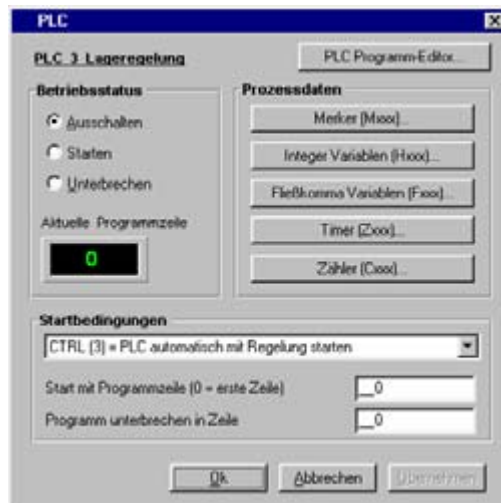 PLC
PLC 3 Lageregelung
PLC Programm-Editor...
Betriebsstatus
Ausschalten
Starten
Unterbrechen
Aktuelle Programmzeile
0
Prozessdaten
Merker (Mxxx)...
Integer Variablen (Hxxx)...
Fließkomma Variablen (Fxxx)...
Timer (Zxxx)...
Zähler (Cxxx)...
Startbedingungen
CTRL (3) = PLC automatisch mit Regelung starten
Start mit Programmzeile (0 = erste Zeile)
__0
Programm unterbrechen in Zeile
__0
Ok
Abbrechen
Übernehmen